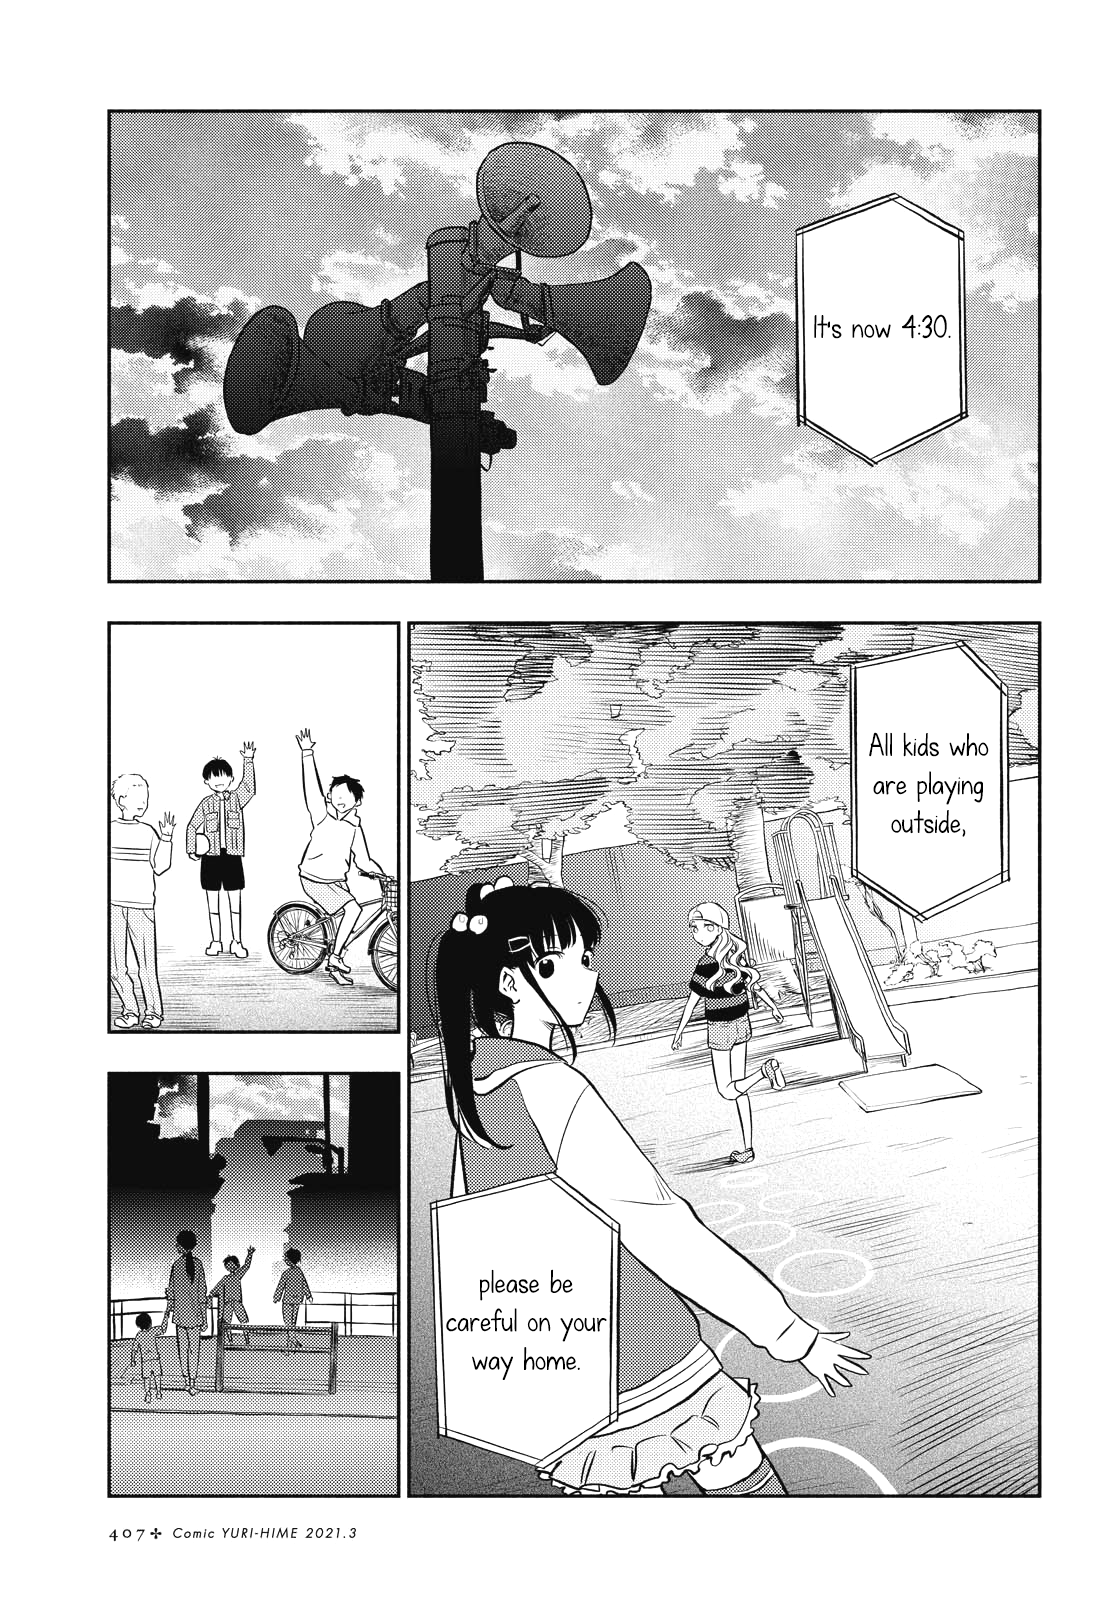 It's now 4:30.
All kids who
are playing
outside,
please be
careful on your
way home.
407✢ Comic YURI-HIME 2021.3